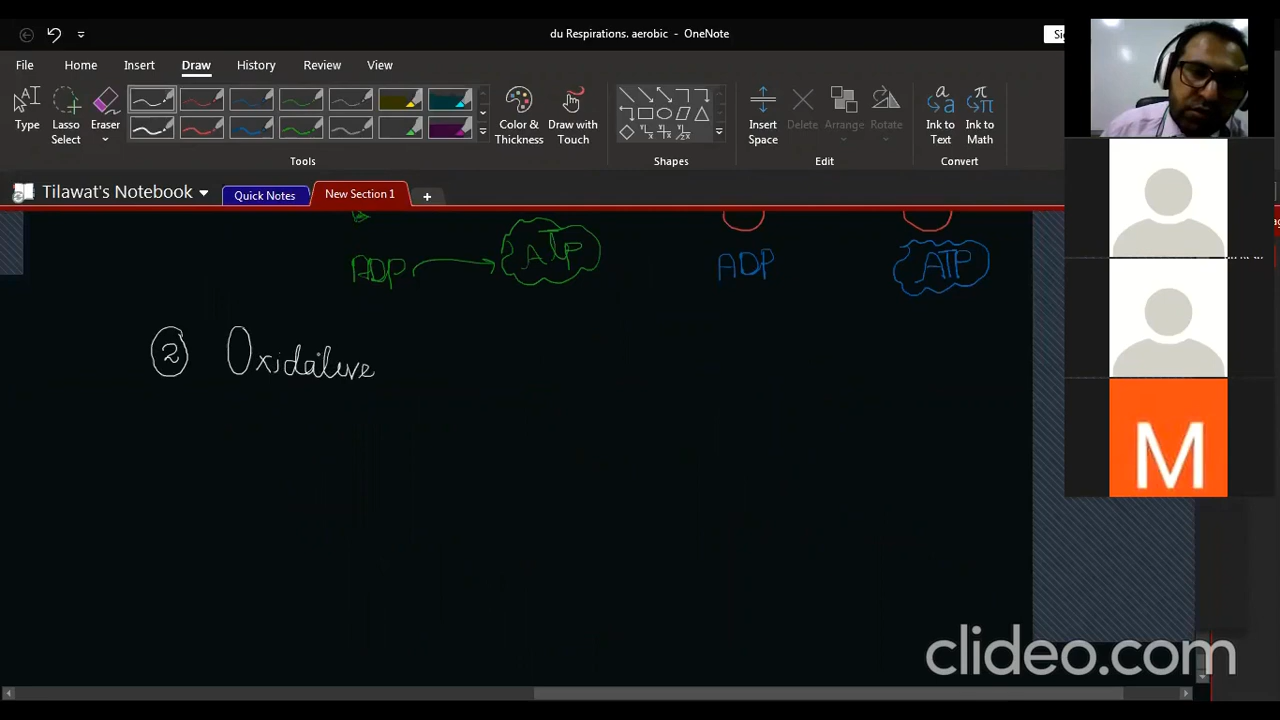 du Respirations. aerobic - OneNote
File Home Insert Draw History Review View
Type
Lasso Select
Eraser
Color & Thickness
Draw with Touch
Insert Space
Delete
Arrange
Rotate
Ink to Text
Ink to Math
Tools
Shapes
Edit
Convert
Tilawat's Notebook
Quick Notes
New Section 1
ADP ATP ADP ATP
2 Oxidative
M
clideo.com